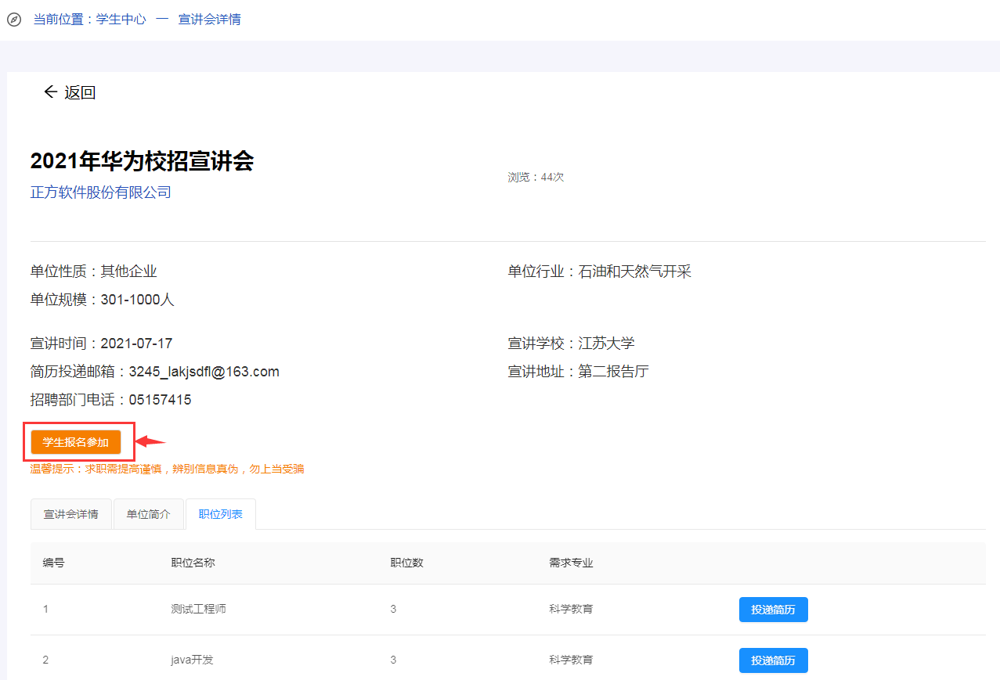 当前位置：学生中心 一 宣讲会详情
返回
2021年华为校招宣讲会
浏览：44次
正方软件股份有限公司
单位性质：其他企业 单位行业：石油和天然气开采
单位规模：301-1000人
宣讲时间：2021-07-17 宣讲学校：江苏大学
简历投递邮箱：3245_lakjsdfl@163.com 宣讲地址：第二报告厅
招聘部门电话：05157415
学生报名参加
温馨提示：求职需提高谨慎，辨别信息真伪，勿上当受骗
宣讲会详情 单位简介 职位列表
编号 职位名称 职位数 需求专业
1 测试工程师 3 科学教育 投递简历
2 java开发 3 科学教育 投递简历